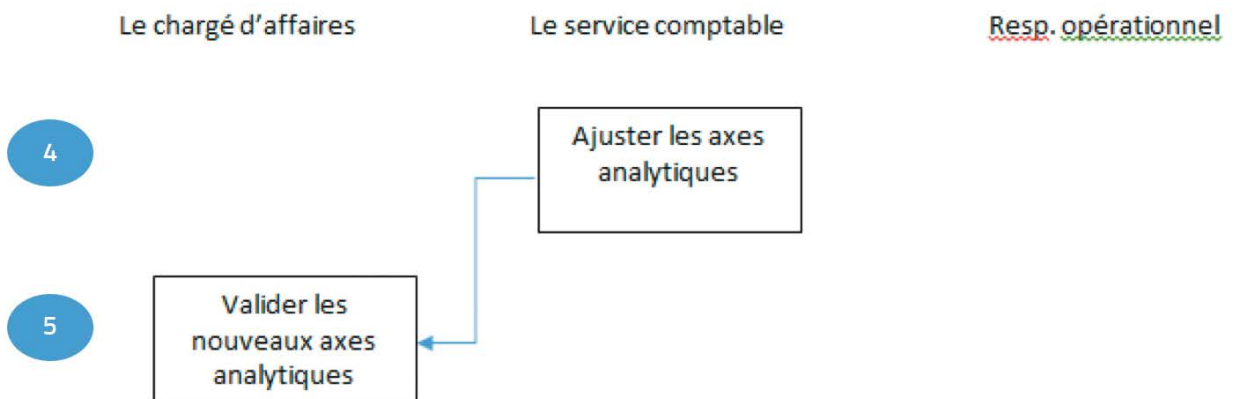 Le chargé d'affaires
Le service comptable
Resp. opérationnel
4
Ajuster les axes
analytiques
5
Valider les
nouveaux axes
analytiques